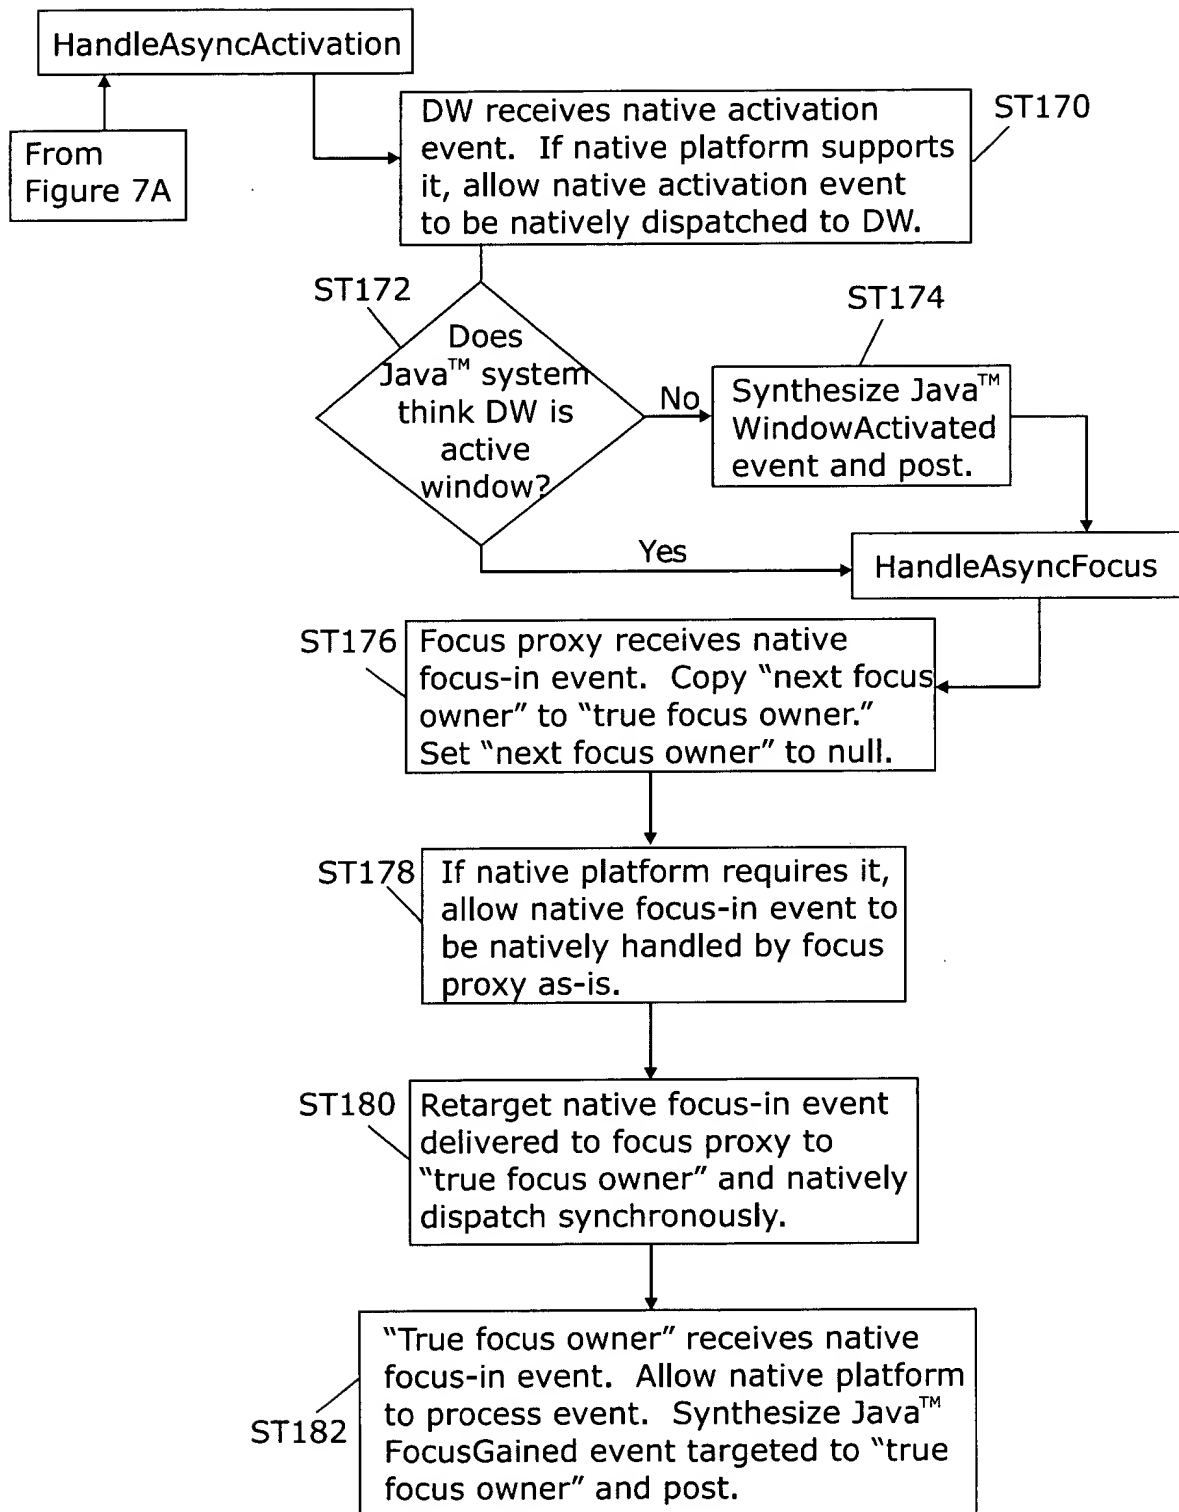 HandleAsyncActivation
From
Figure 7A
DW receives native activation
event. If native platform supports
it, allow native activation event
to be natively dispatched to DW.
ST170
ST172
Does
Java™ system
think DW is
active
window?
No
Yes
ST174
Synthesize Java™
WindowActivated
event and post.
HandleAsyncFocus
ST176
Focus proxy receives native
focus-in event. Copy “next focus
owner” to “true focus owner.”
Set “next focus owner” to null.
ST178
If native platform requires it,
allow native focus-in event to
be natively handled by focus
proxy as-is.
ST180
Retarget native focus-in event
delivered to focus proxy to
“true focus owner” and natively
dispatch synchronously.
“True focus owner” receives native
focus-in event. Allow native platform
to process event. Synthesize Java™
FocusGained event targeted to “true
focus owner” and post.
ST182